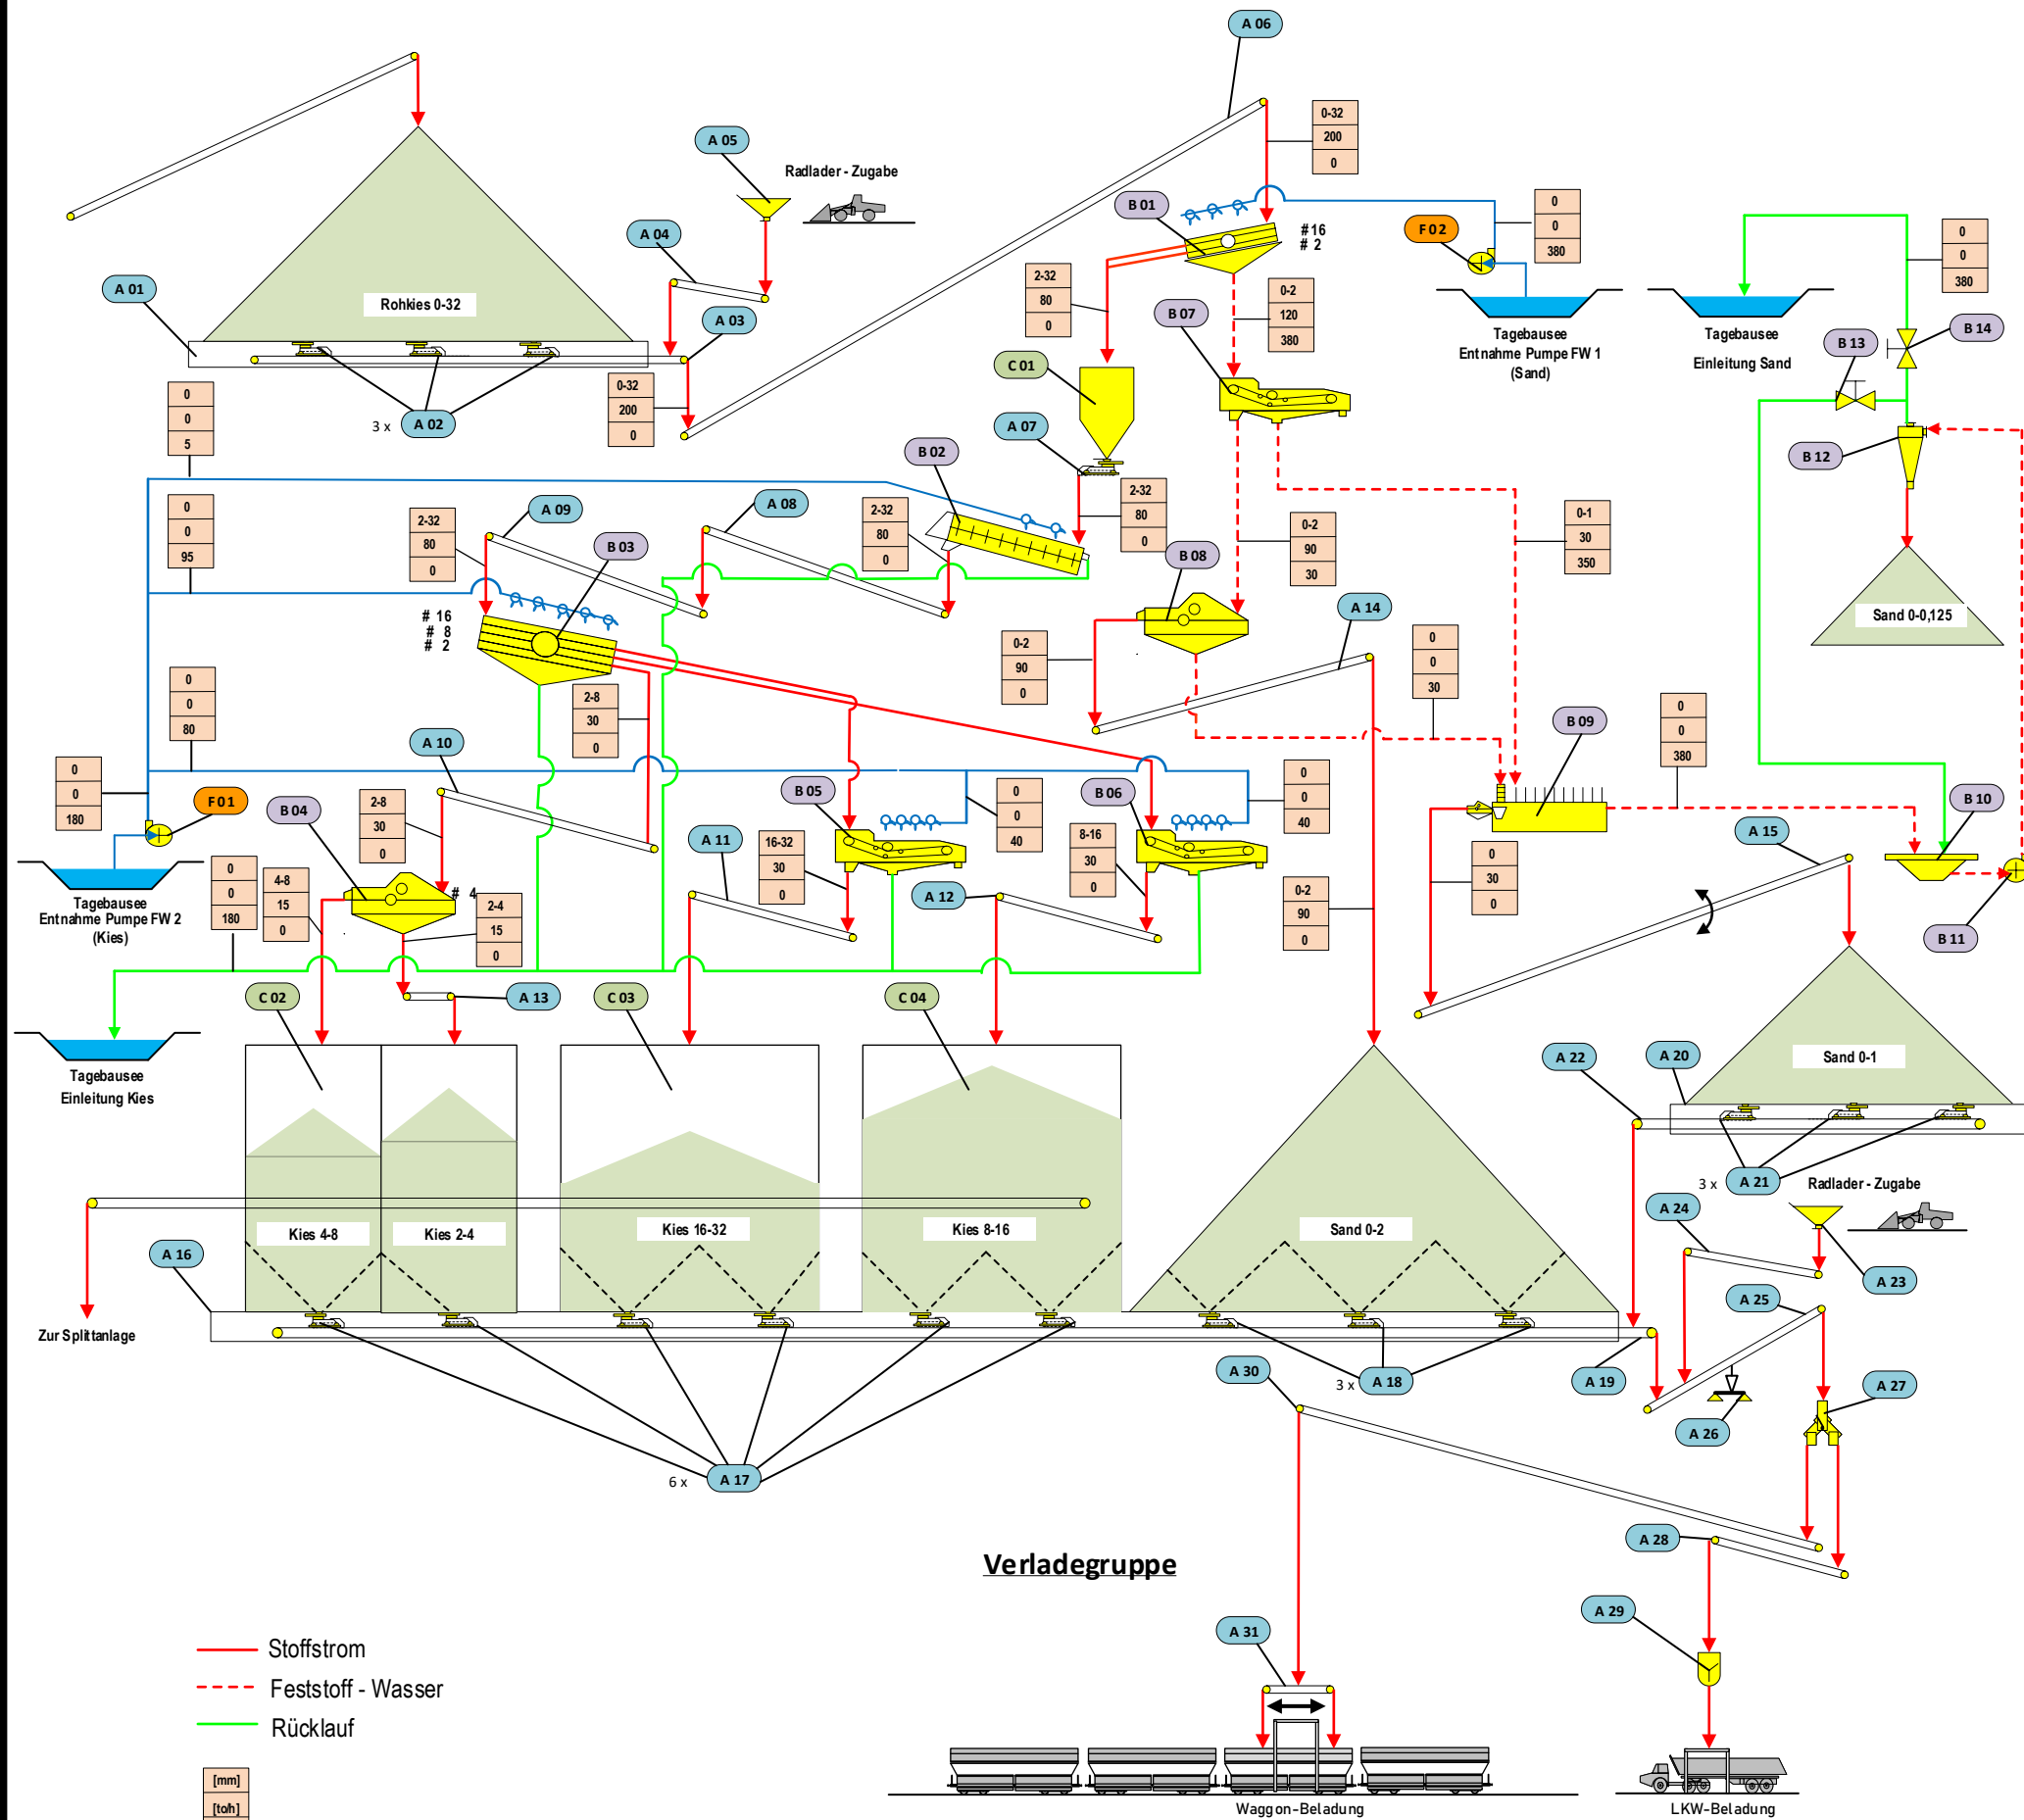 A 06
A 05
Radlader - Zugabe
0-32
200
0
A 04
B 01
# 16
# 2
F 02
0
0
380
0
0
380
A 01
Rohkies 0-32
A 03
2-32
80
0
0-2
120
380
B 07
Tagebausee
Entnahme Pumpe FW 1
(Sand)
Tagebausee
Einleitung Sand
B 13
B 14
C 01
0
0
5
0-32
200
0
3 x
A 02
A 07
B 02
B 12
0
0
95
2-32
80
0
A 09
A 08
2-32
80
0
2-32
80
0
B 03
B 08
0-2
90
30
0-1
30
350
# 16
# 8
# 2
A 14
Sand 0-0,125
0-2
90
0
0
0
30
0
0
80
2-8
30
0
B 09
0
0
380
A 10
0
0
180
F 01
B 04
2-8
30
0
B 05
0
0
40
B 06
0
0
40
A 11
16-32
30
0
8-16
30
0
A 15
B 10
Tagebausee
Entnahme Pumpe FW 2
(Kies)
0
0
180
4-8
15
0
# 4
2-4
15
0
A 12
0-2
90
0
0
30
0
B 11
C 02
A 13
C 03
C 04
Tagebausee
Einleitung Kies
A 22
A 20
Sand 0-1
3 x
A 21
Radlader - Zugabe
A 24
Kies 4-8
Kies 2-4
Kies 16-32
Kies 8-16
Sand 0-2
A 16
A 23
A 25
Zur Splittanlage
A 30
3 x
A 18
A 19
A 27
A 26
6 x
A 17
A 28
Verladegruppe
A 29
A 31
Stoffstrom
Feststoff - Wasser
Rücklauf
[mm]
[to/h]
Waggon-Beladung
LKW-Beladung